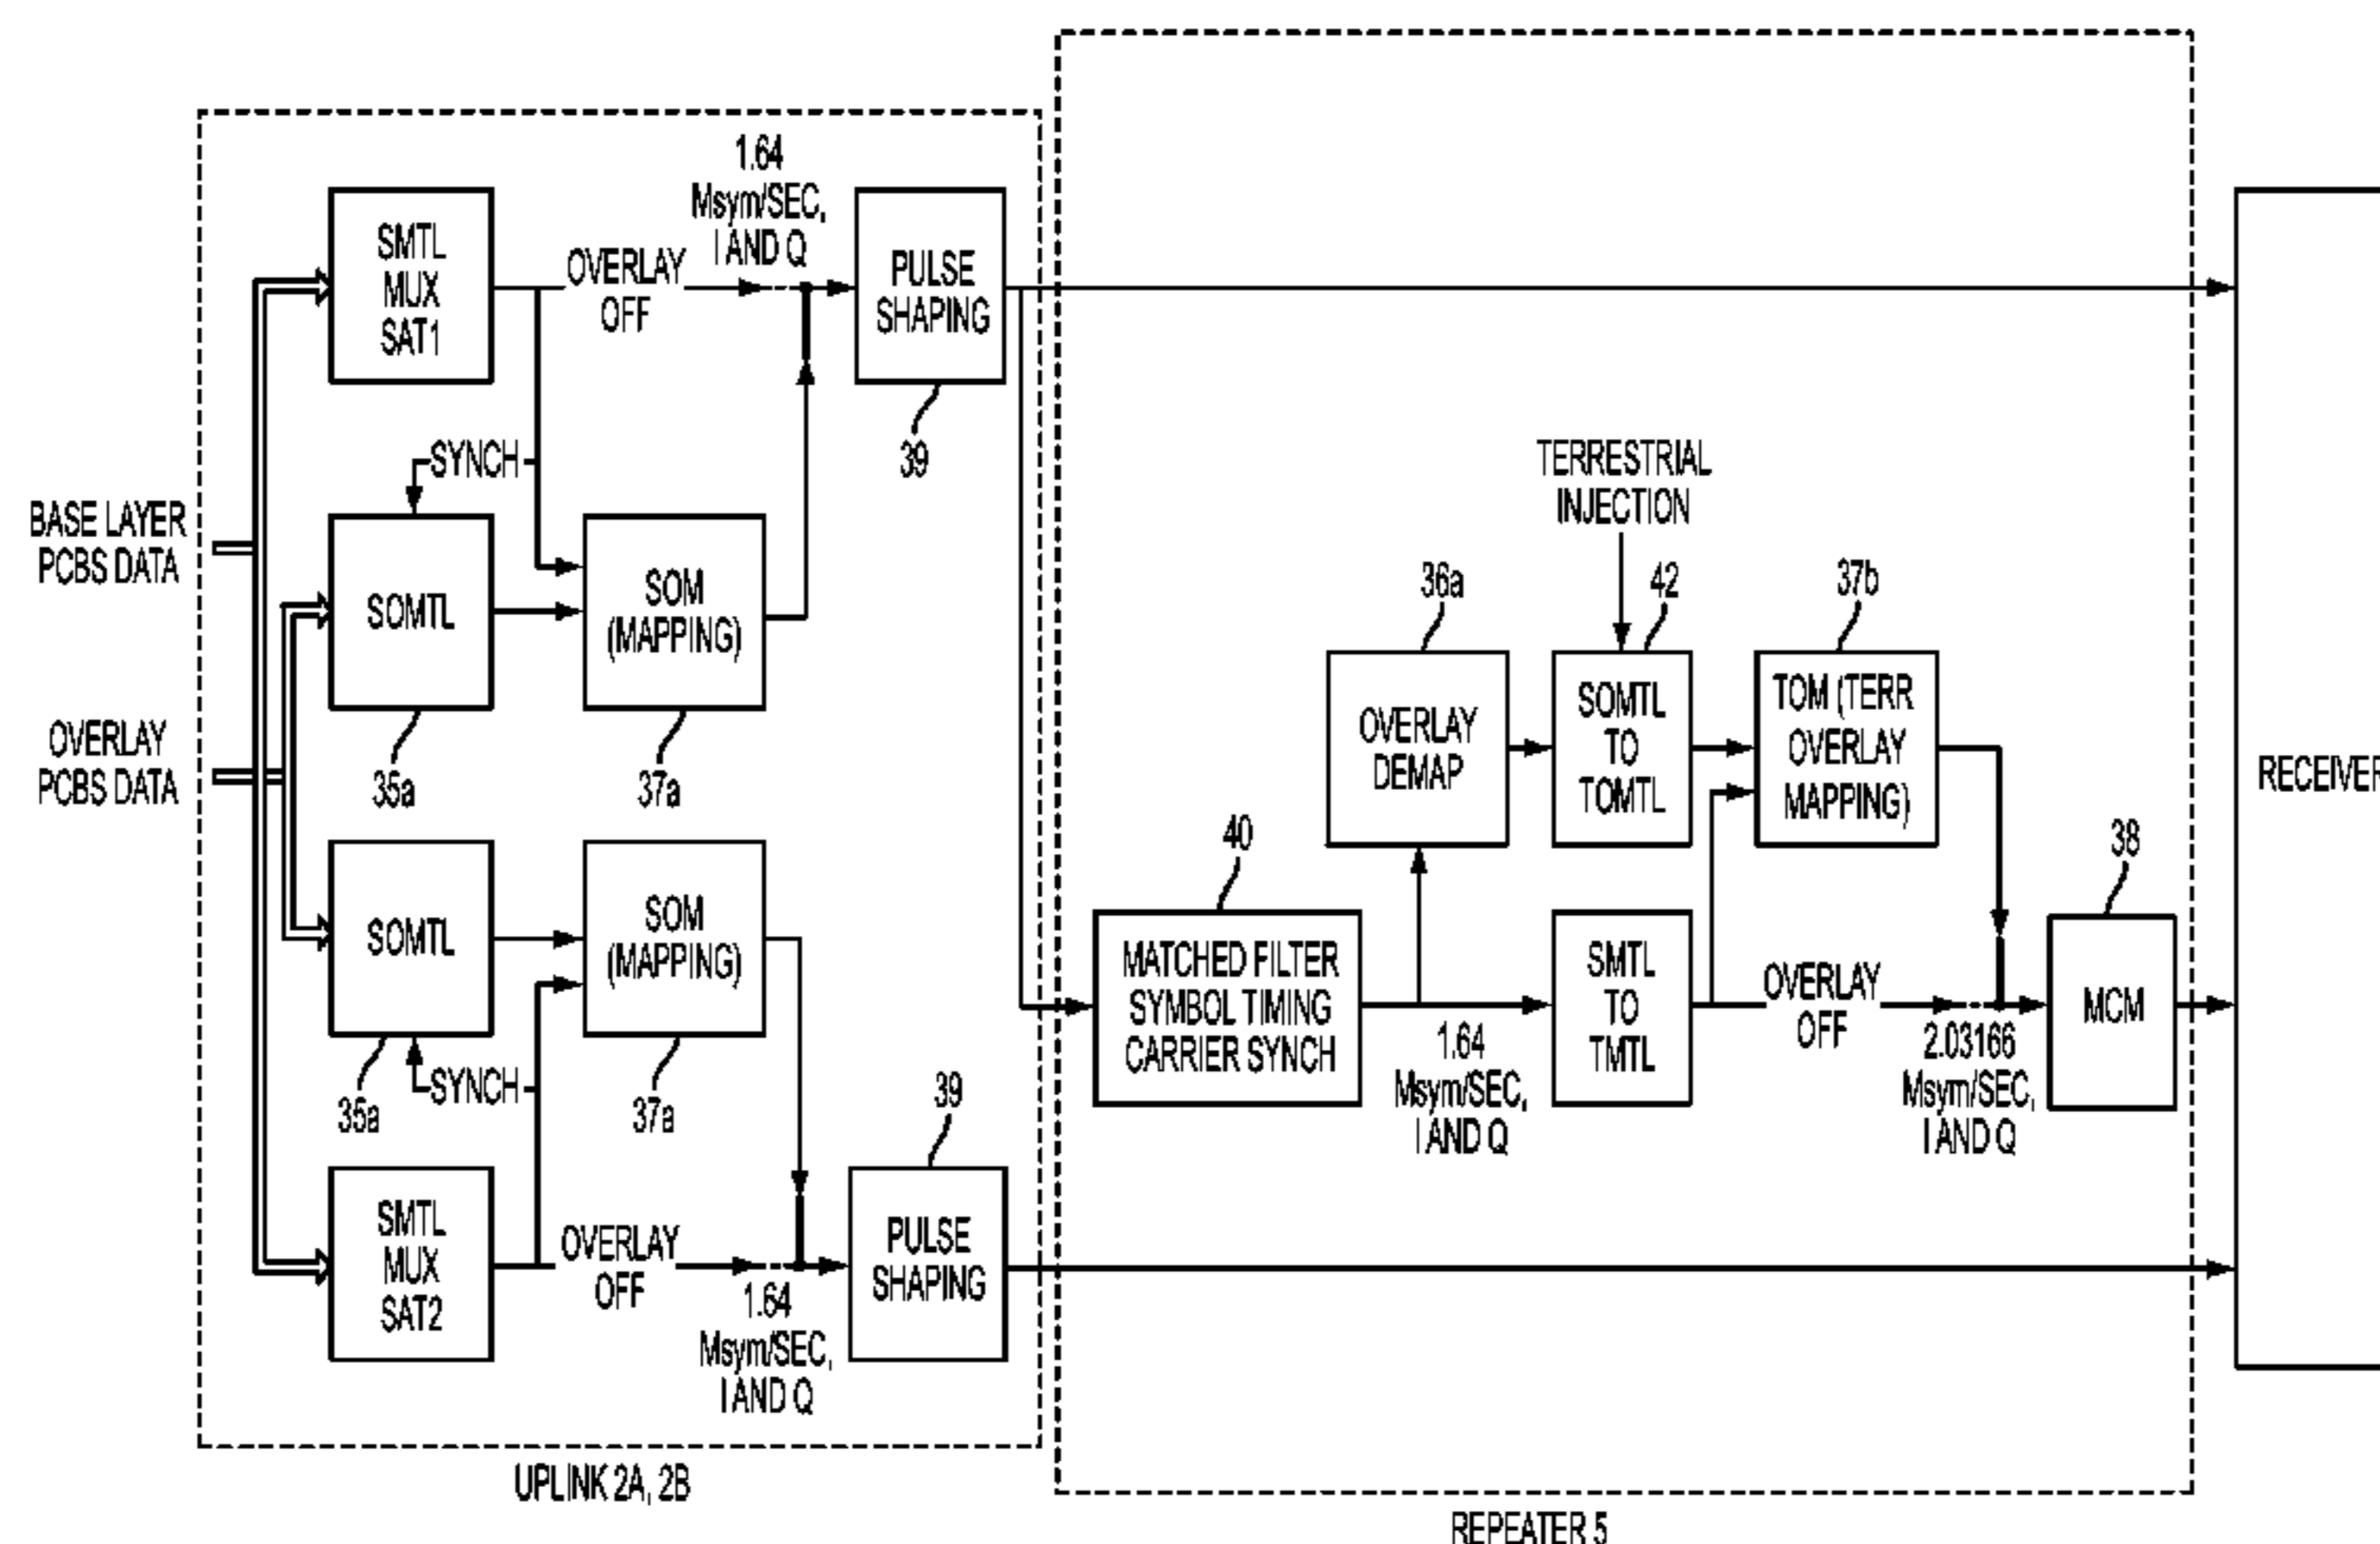 1.64
Msym/SEC,
I AND Q
SMTL
MUX
SAT1
OVERLAY
OFF
PULSE
SHAPING
39
SYNCH
BASE LAYER
PCBS DATA
SOMTL
35a
SOM
(MAPPING)
37a
OVERLAY
PCBS DATA
SOMTL
35a
SYNCH
SOM
(MAPPING)
37a
SMTL
MUX
SAT2
OVERLAY
OFF
1.64
Msym/SEC,
I AND Q
39
PULSE
SHAPING
UPLINK 2A, 2B
TERRESTRIAL
INJECTION
36a
42
37b
OVERLAY
DEMAP
SOMTL
TO
TOMTL
TOM (TERR
OVERLAY
MAPPING)
40
MATCHED FILTER
SYMBOL TIMING
CARRIER SYNCH
1.64
Msym/SEC,
I AND Q
SMTL
TO
TMTL
OVERLAY
OFF
2.03166
Msym/SEC,
I AND Q
38
MCM
REPEATER 5
RECEIVER